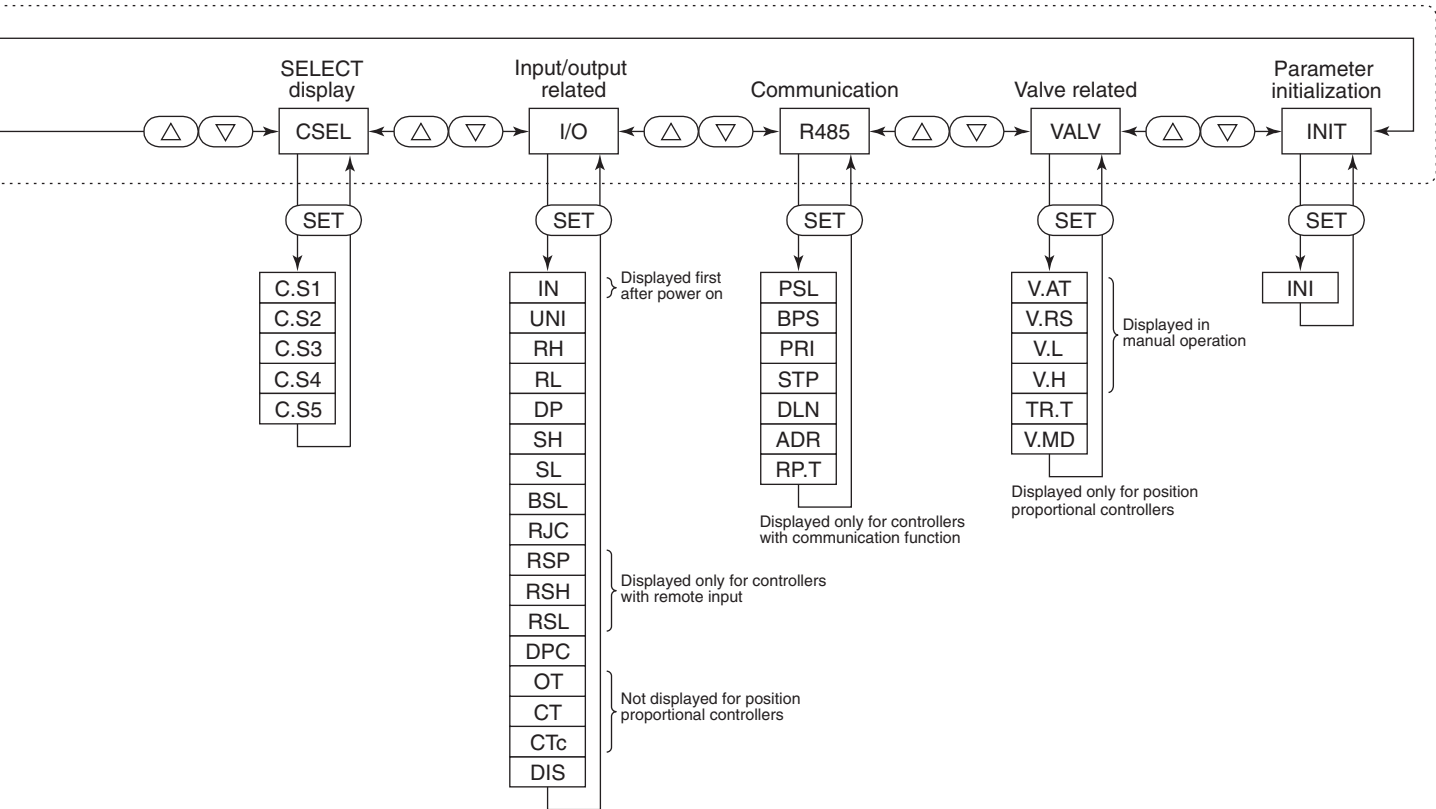 SELECT
display
Input/output
related
Communication
Valve related
Parameter
initialization
CSEL
I/O
R485
VALV
INIT
SET
SET
SET
SET
SET
C.S1
C.S2
C.S3
C.S4
C.S5
IN
UNI
RH
RL
DP
SH
SL
BSL
RJC
RSP
RSH
RSL
DPC
OT
CT
CTc
DIS
Displayed first
after power on
Displayed only for controllers
with remote input
Not displayed for position
proportional controllers
PSL
BPS
PRI
STP
DLN
ADR
RP.T
Displayed only for controllers
with communication function
V.AT
V.RS
V.L
V.H
TR.T
V.MD
Displayed in
manual operation
Displayed only for position
proportional controllers
INI